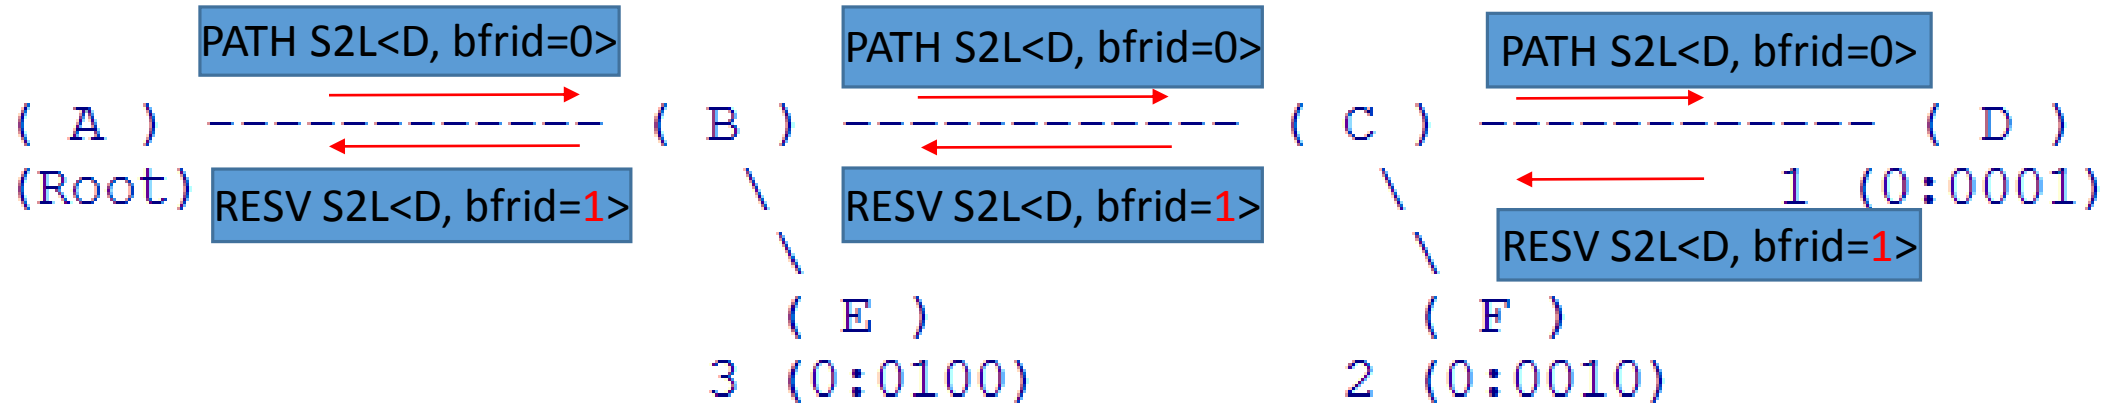 PATH S2L<D, bfrid=0> PATH S2L<D, bfrid=0> PATH S2L<D, bfrid=0>
( A ) ------------ ( B ) ------------ ( C ) ------------ ( D )
(Root) RESV S2L<D, bfrid=1> \ RESV S2L<D, bfrid=1> \ 1 (0:0001)
\ \ RESV S2L<D, bfrid=1>
( E ) ( F )
3 (0:0100) 2 (0:0010)